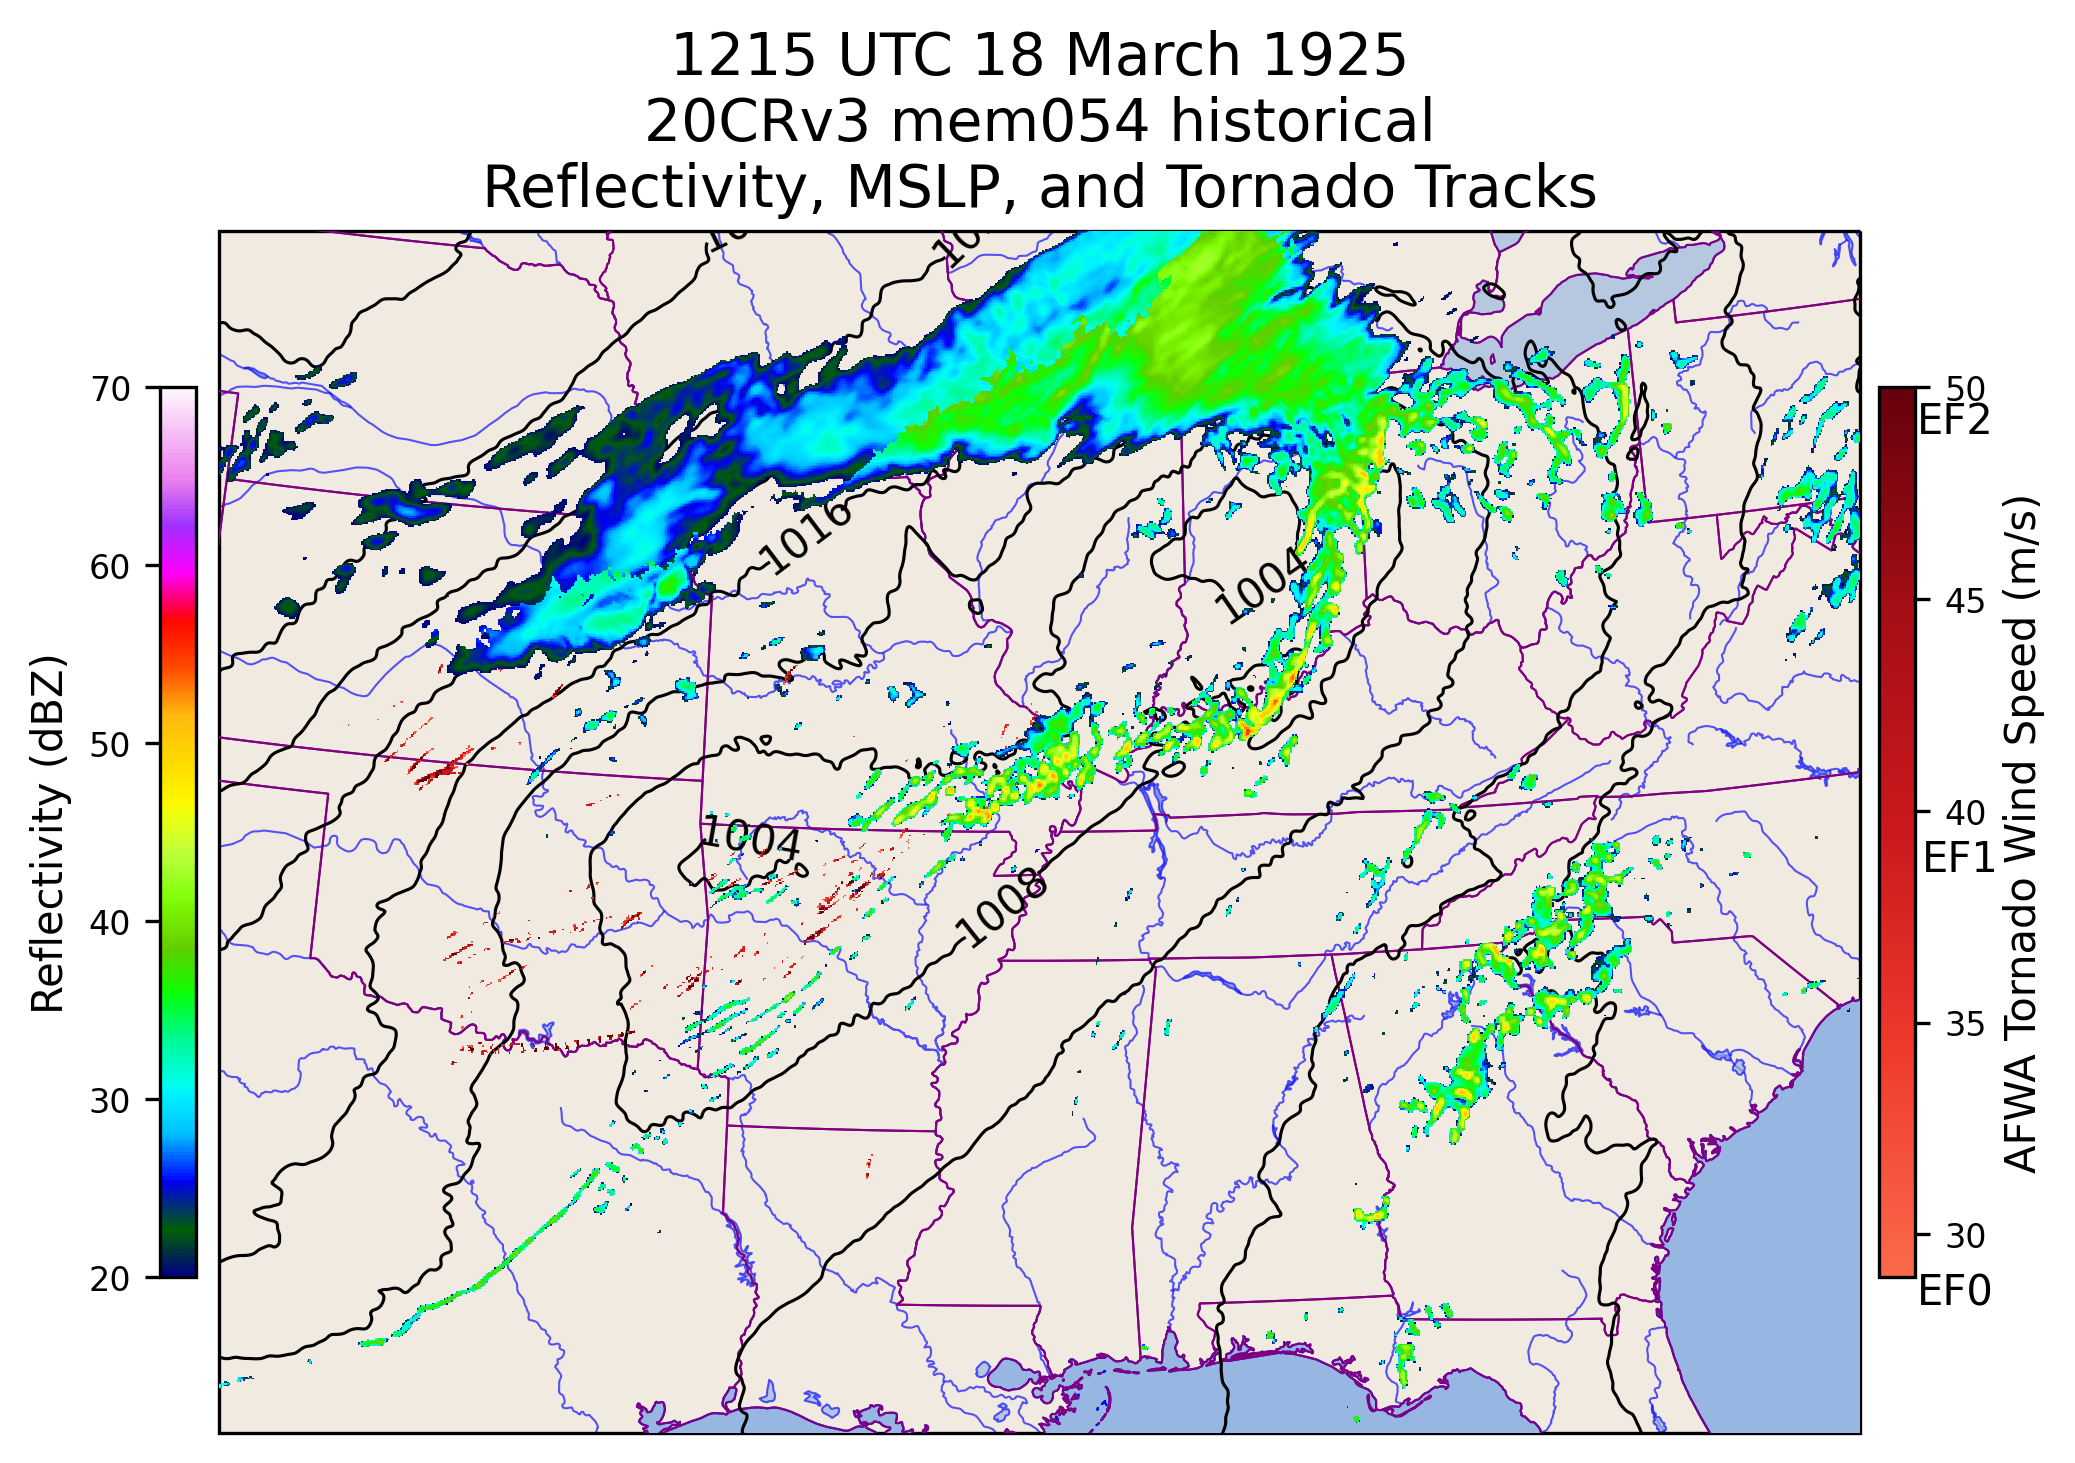 1215 UTC 18 March 1925
20CRv3 mem054 historical
Reflectivity, MSLP, and Tornado Tracks
70
60
50
40
30
20
Reflectivity (dBZ)
1016
1004
1004
1008
50
EF2
45
40
EF1
35
30
EF0
AFWA Tornado Wind Speed (m/s)